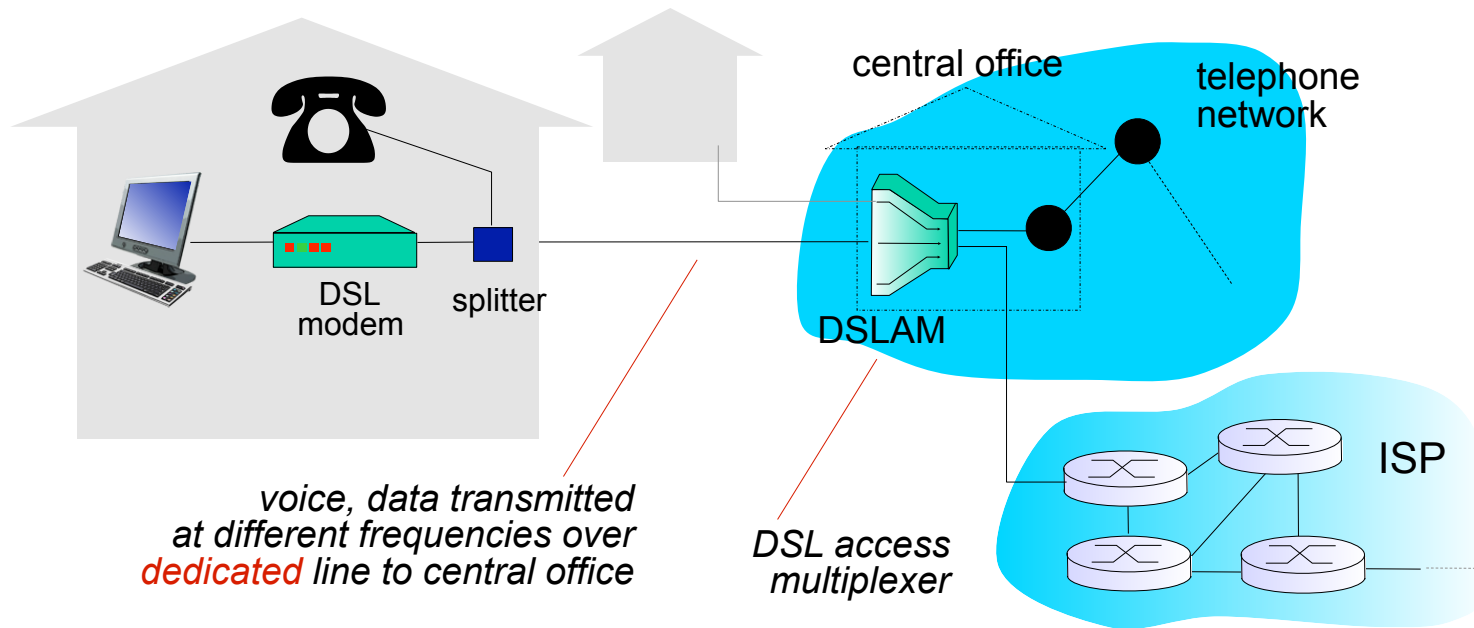 central office
telephone
network
DSL
modem
splitter
DSLAM
ISP
voice, data transmitted
at different frequencies over
dedicated line to central office
DSL access
multiplexer